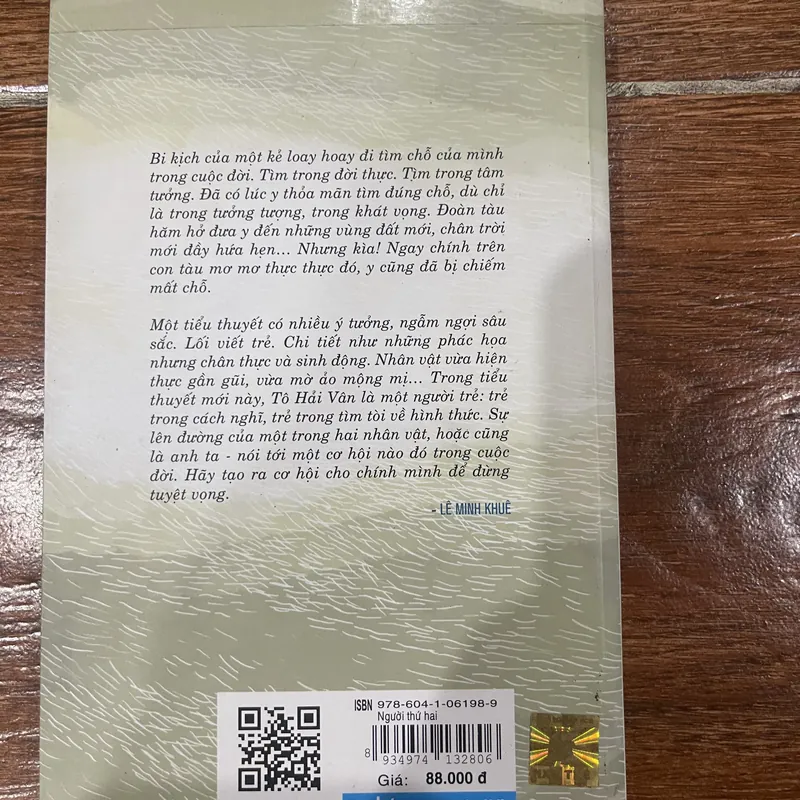 Bi kịch của một kẻ loay hoay đi tìm chỗ của mình
trong cuộc đời. Tìm trong đời thực. Tìm trong tâm
tưởng. Đã có lúc y thỏa mãn tìm đúng chỗ, dù chỉ
là trong tưởng tượng, trong khát vọng. Đoàn tàu
hăm hở đưa y đến những vùng đất mới, chân trời
mới đầy hứa hẹn... Nhưng kìa! Ngay chính trên
con tàu mơ mơ thực thực đó, y cũng đã bị chiếm
mất chỗ.
Một tiểu thuyết có nhiều ý tưởng, ngẫm ngợi sâu
sắc. Lối viết trẻ. Chi tiết như những phác họa
nhưng chân thực và sinh động. Nhân vật vừa hiện
thực gần gũi, vừa mờ ảo mộng mị... Trong tiểu
thuyết mới này, Tô Hải Vân là một người trẻ: trẻ
trong cách nghĩ, trẻ trong tìm tòi về hình thức. Sự
lên đường của một trong hai nhân vật, hoặc cũng
là anh ta - nói tới một cơ hội nào đó trong cuộc
đời. Hãy tạo ra cơ hội cho chính mình để đừng
tuyệt vọng.
- LÊ MINH KHUÊ
ISBN 978-604-1-06198-9
Người thứ hai
8 934974 132806
Giá: 88.000 đ